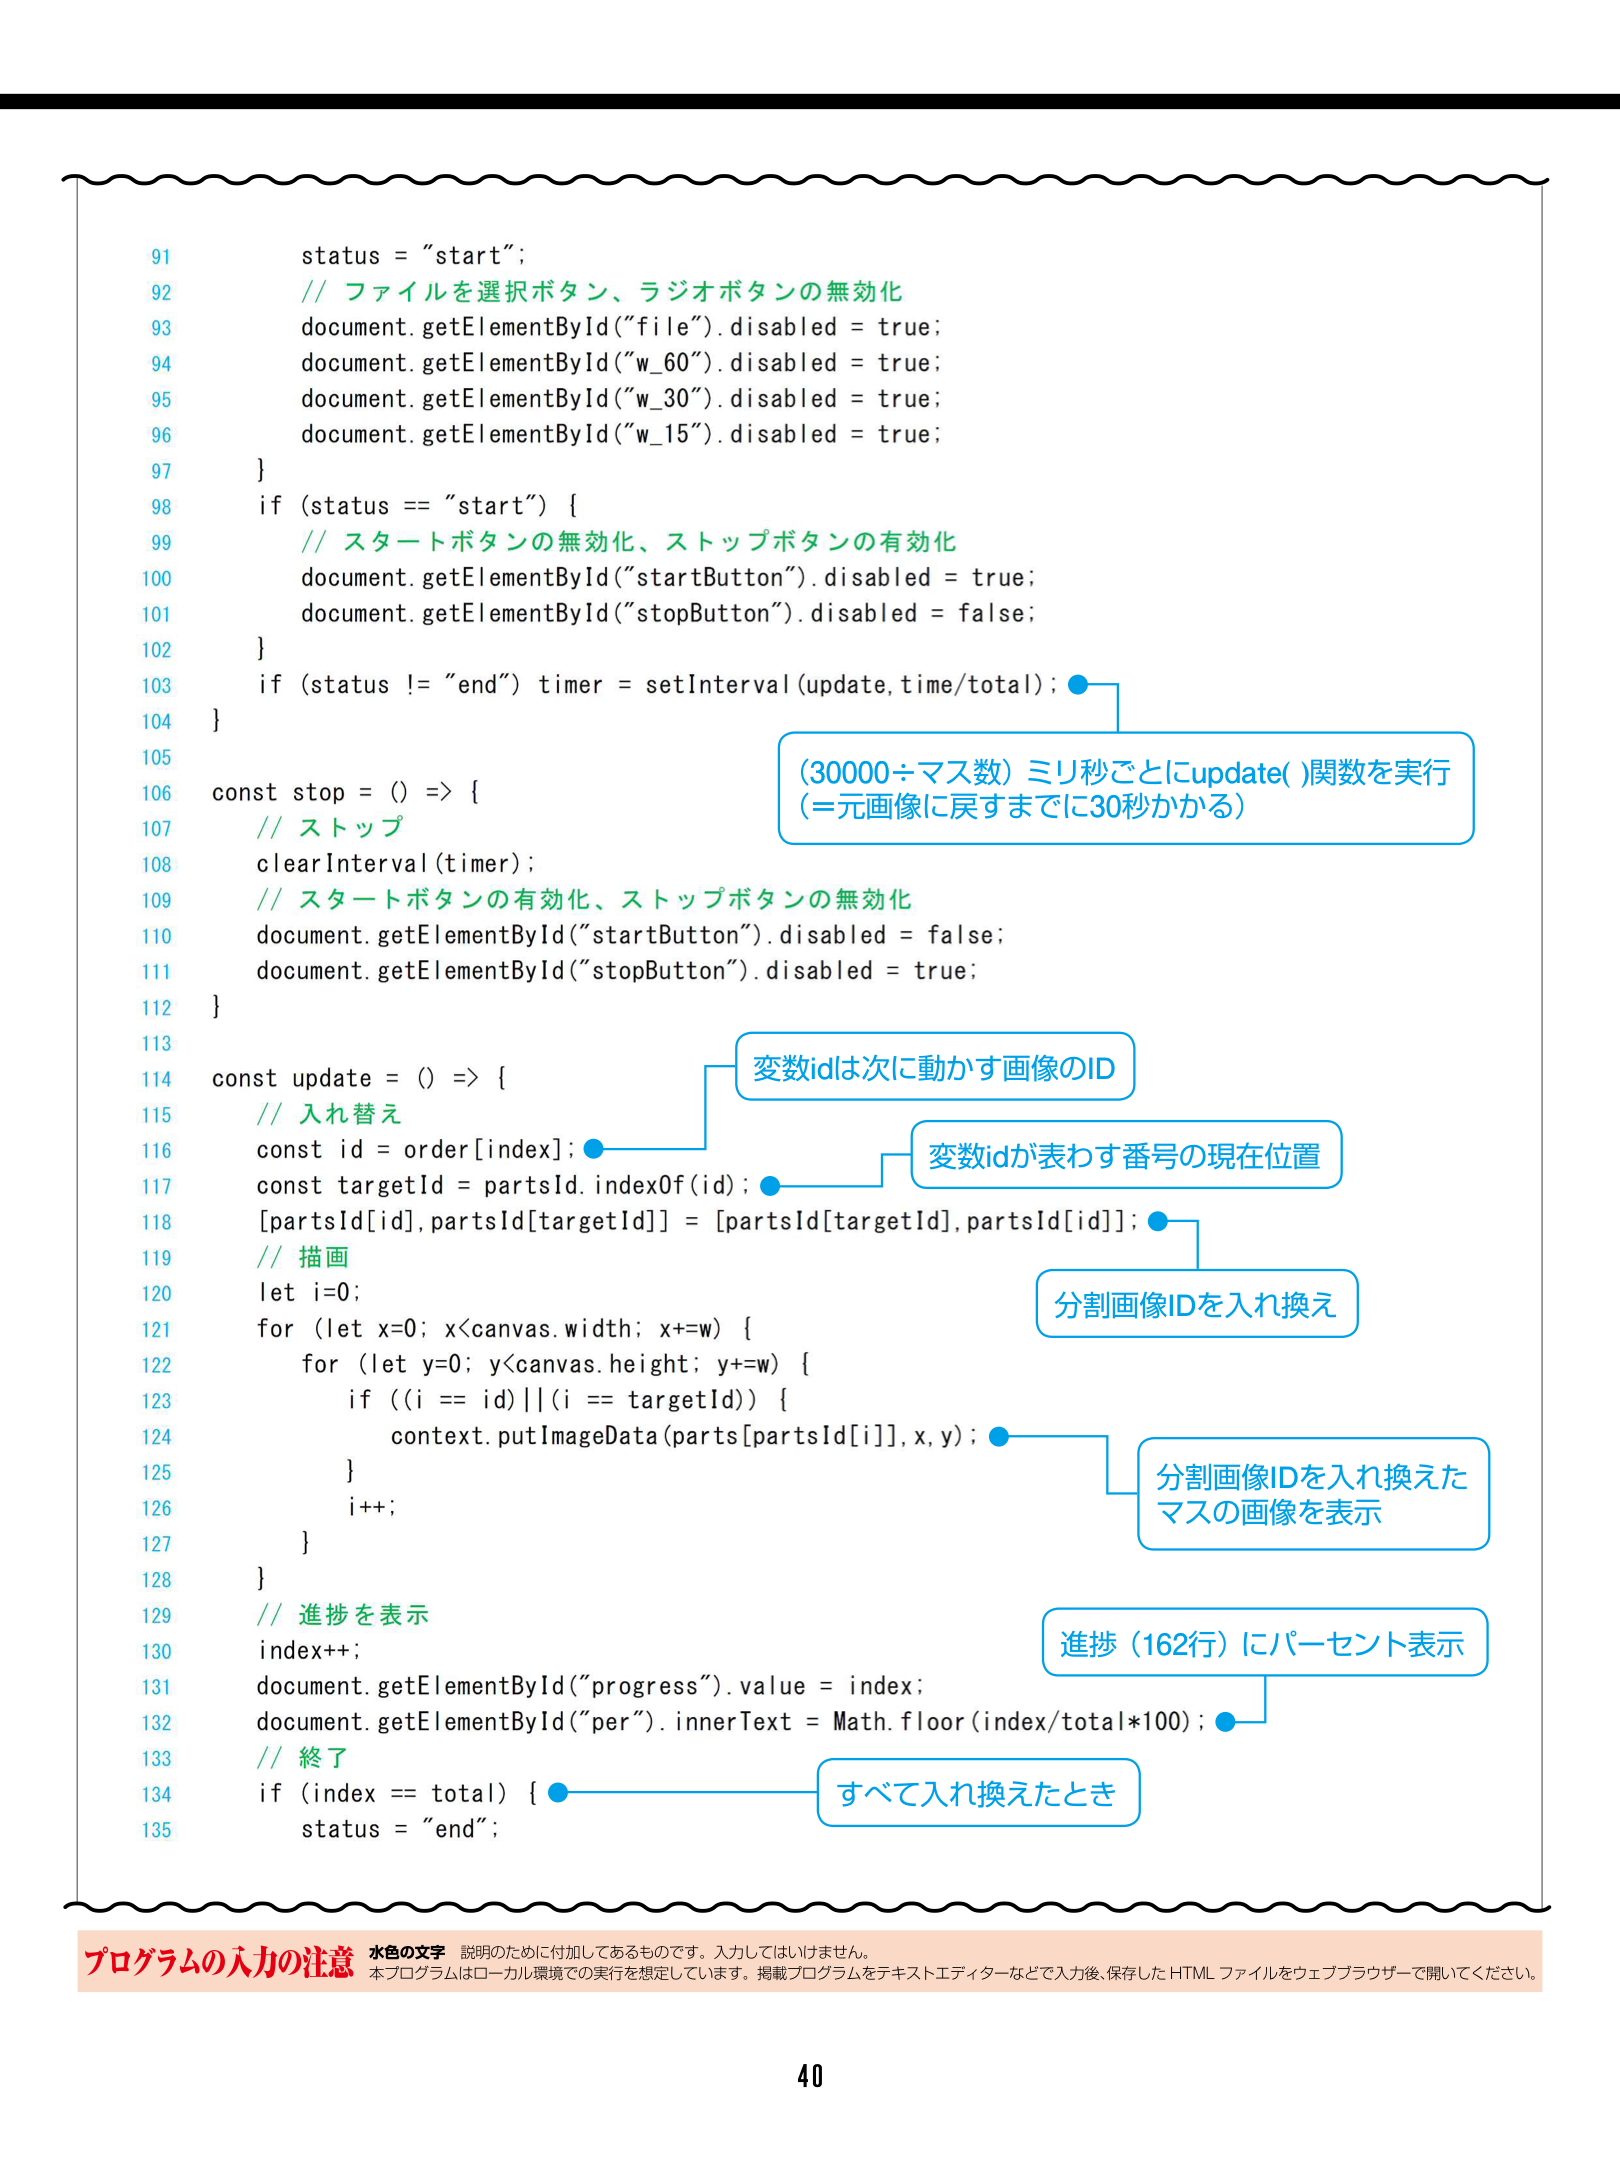 91 status = "start";
92 // ファイルを選択ボタン、ラジオボタンの無効化
93 document.getElementById("file").disabled = true;
94 document.getElementById("w_60").disabled = true;
95 document.getElementById("w_30").disabled = true;
96 document.getElementById("w_15").disabled = true;
97 }
98 if (status == "start") {
99 // スタートボタンの無効化、ストップボタンの有効化
100 document.getElementById("startButton").disabled = true;
101 document.getElementById("stopButton").disabled = false;
102 }
103 if (status != "end") timer = setInterval(update,time/total);
104 }
(30000÷マス数)ミリ秒ごとにupdate( )関数を実行
(=元画像に戻すまでに30秒かかる)
105
106 const stop = () => {
107 // ストップ
108 clearInterval(timer);
109 // スタートボタンの有効化、ストップボタンの無効化
110 document.getElementById("startButton").disabled = false;
111 document.getElementById("stopButton").disabled = true;
112 }
113
変数idは次に動かす画像のID
114 const update = () => {
115 // 入れ替え
116 const id = order[index];
変数idが表わす番号の現在位置
117 const targetId = partsId.indexOf(id);
118 [partsId[id],partsId[targetId]] = [partsId[targetId],partsId[id]];
分割画像IDを入れ換え
119 // 描画
120 let i=0;
121 for (let x=0; x<canvas.width; x+=w) {
122 for (let y=0; y<canvas.height; y+=w) {
123 if ((i == id)||(i == targetId)) {
124 context.putImageData(parts[partsId[i]],x,y);
分割画像IDを入れ換えた
マスの画像を表示
125 }
126 i++;
127 }
128 }
129 // 進捗を表示
130 index++;
進捗(162行)にパーセント表示
131 document.getElementById("progress").value = index;
132 document.getElementById("per").innerText = Math.floor(index/total*100);
133 // 終了
134 if (index == total) {
すべて入れ換えたとき
135 status = "end";
プログラムの入力の注意
水色の文字 説明のために付加してあるものです。入力してはいけません。
本プログラムはローカル環境での実行を想定しています。掲載プログラムをテキストエディターなどで入力後、保存した HTML ファイルをウェブブラウザーで開いてください。
40